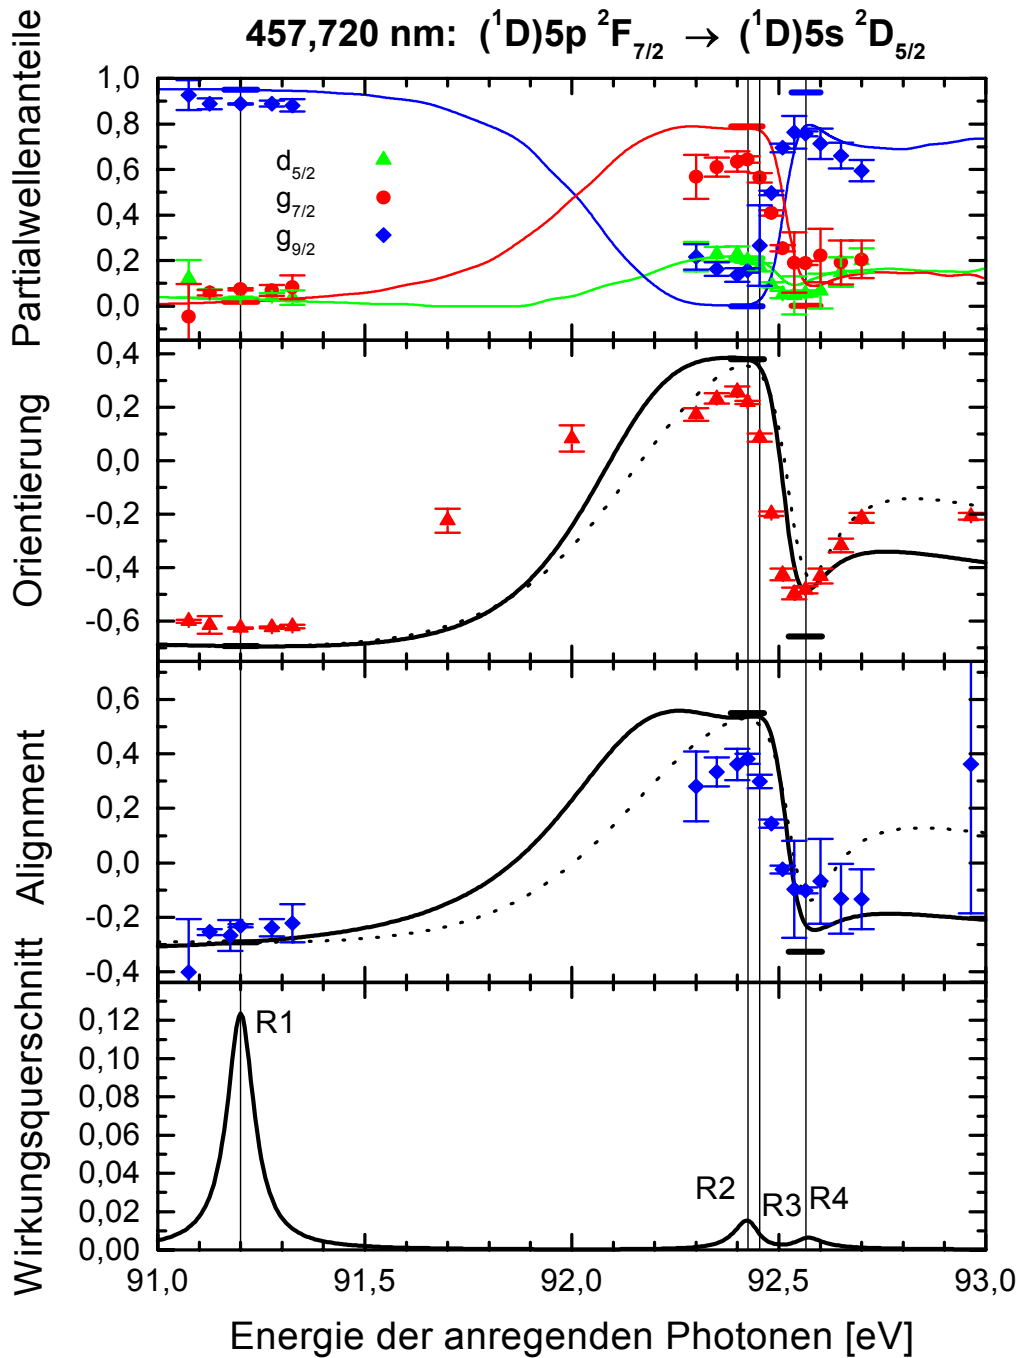 457,720 nm: (¹D)5p ²F₇/₂ → (¹D)5s ²D₅/₂
Partialwellenanteile
1,0
0,8
0,6
0,4
0,2
0,0
d₅/₂
g₇/₂
g₉/₂
Orientierung
0,4
0,2
0,0
-0,2
-0,4
-0,6
Alignment
0,6
0,4
0,2
0,0
-0,2
-0,4
Wirkungsquerschnitt
0,12
0,10
0,08
0,06
0,04
0,02
0,00
R1
R2
R3
R4
91,0 91,5 92,0 92,5 93,0
Energie der anregenden Photonen [eV]